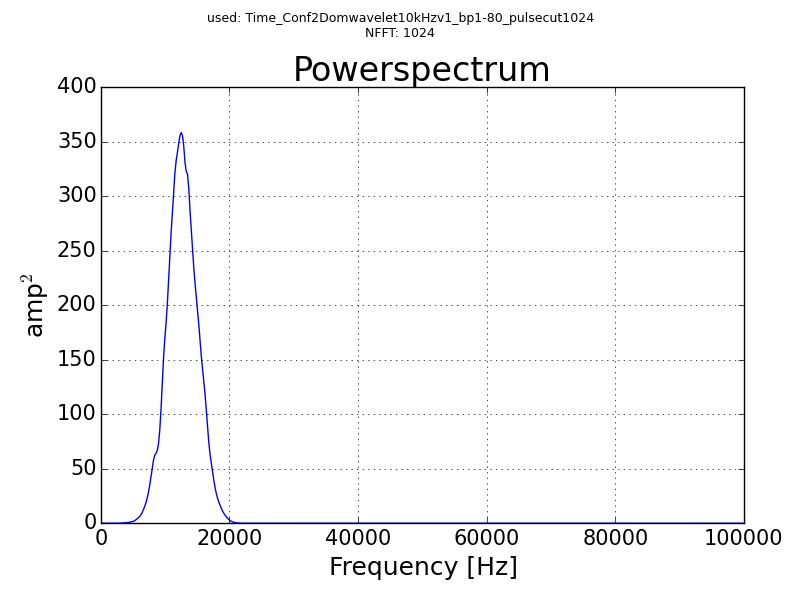 used: Time_Conf2Domwavelet10kHzv1_bp1-80_pulsecut1024
NFFT: 1024
Powerspectrum
400
350
300
250
200
150
100
50
0
amp²
0 20000 40000 60000 80000 100000
Frequency [Hz]